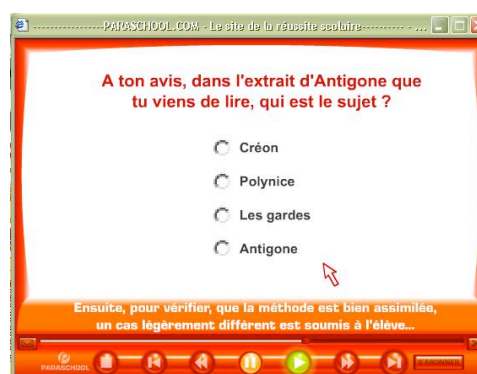 PARASCHOOL.COM - Le site de la réussite scolaire
A ton avis, dans l'extrait d'Antigone que
tu viens de lire, qui est le sujet ?
Créon
Polynice
Les gardes
Antigone
Ensuite, pour vérifier, que la méthode est bien assimilée,
un cas légèrement différent est soumis à l'élève...
PARASCHOOL
S'ABONNER